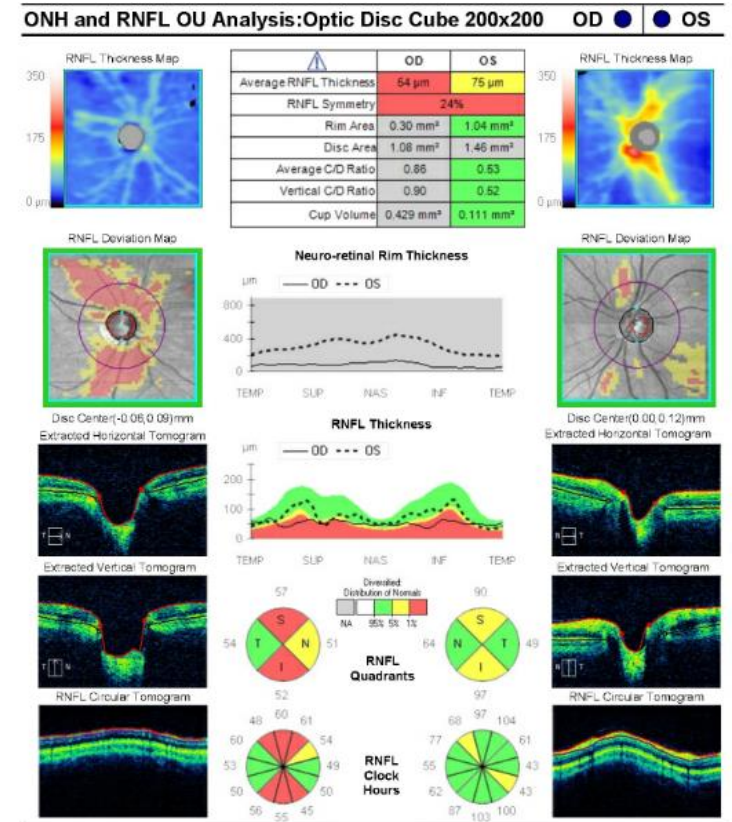 ONH and RNFL OU Analysis:Optic Disc Cube 200x200 OD OS
RNFL Thickness Map
350
175
0 µm
OD OS
Average RNFL Thickness 54 µm 75 µm
RNFL Symmetry 24%
Rim Area 0.30 mm² 1.04 mm²
Disc Area 1.08 mm² 1.46 mm²
Average C/D Ratio 0.86 0.53
Vertical C/D Ratio 0.90 0.52
Cup Volume 0.429 mm³ 0.111 mm³
RNFL Thickness Map
350
175
0 µm
RNFL Deviation Map
Disc Center(-0.06,0.09)mm
Neuro-retinal Rim Thickness
µm OD OS
800
400
0
TEMP SUP NAS INF TEMP
RNFL Deviation Map
Disc Center(0.00,0.12)mm
Extracted Horizontal Tomogram
T N
RNFL Thickness
µm OD OS
200
100
0
TEMP SUP NAS INF TEMP
Extracted Horizontal Tomogram
N T
Extracted Vertical Tomogram
T N
Diversified:
Distribution of Normals
NA 95% 5% 1%
57
S
54 T N 51
I
52
RNFL
Quadrants
90
S
64 N T 49
I
97
Extracted Vertical Tomogram
N T
RNFL Circular Tomogram
60
48 61
60 54
53 49
50 50
56 45
55
RNFL
Clock
Hours
97
68 104
77 61
55 43
62 43
87 100
103
RNFL Circular Tomogram